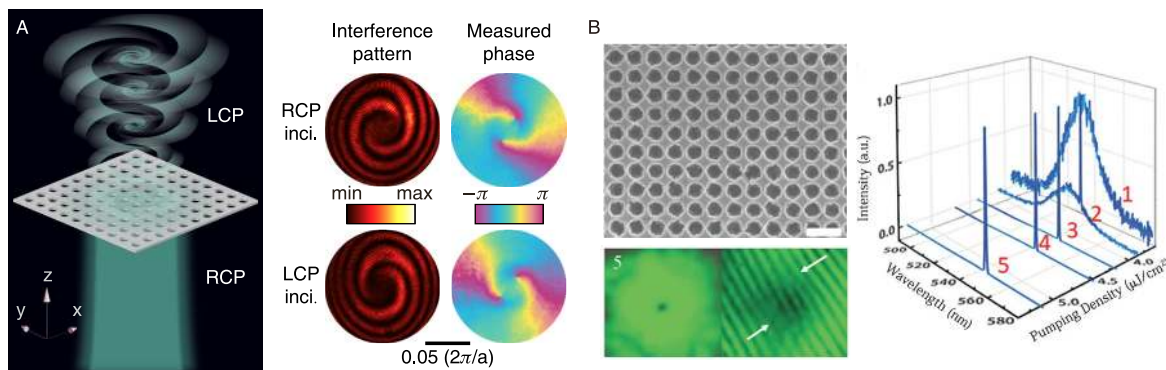 A
LCP
RCP
z
y
x
Interference
pattern
Measured
phase
RCP
inci.
min
max
−π
π
LCP
inci.
0.05 (2π/a)
B
5
1.0
0.5
0.0
Intensity (a.u.)
500
520
540
560
580
Wavelength (nm)
5.0
4.5
4.0
Pumping Density (μJ/cm²)
1
2
3
4
5